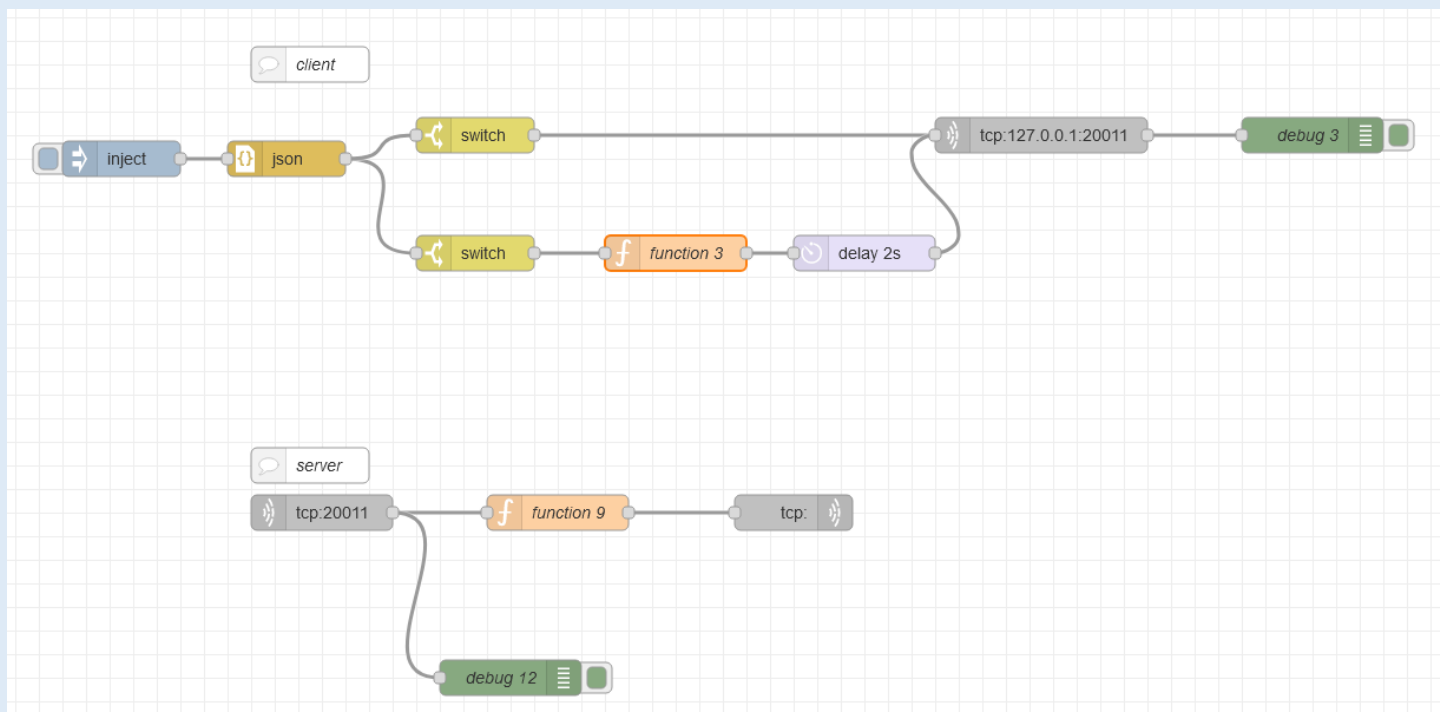 client
switch
tcp:127.0.0.1:20011
debug 3
inject
json
switch
function 3
delay 2s
server
tcp:20011
function 9
tcp:
debug 12